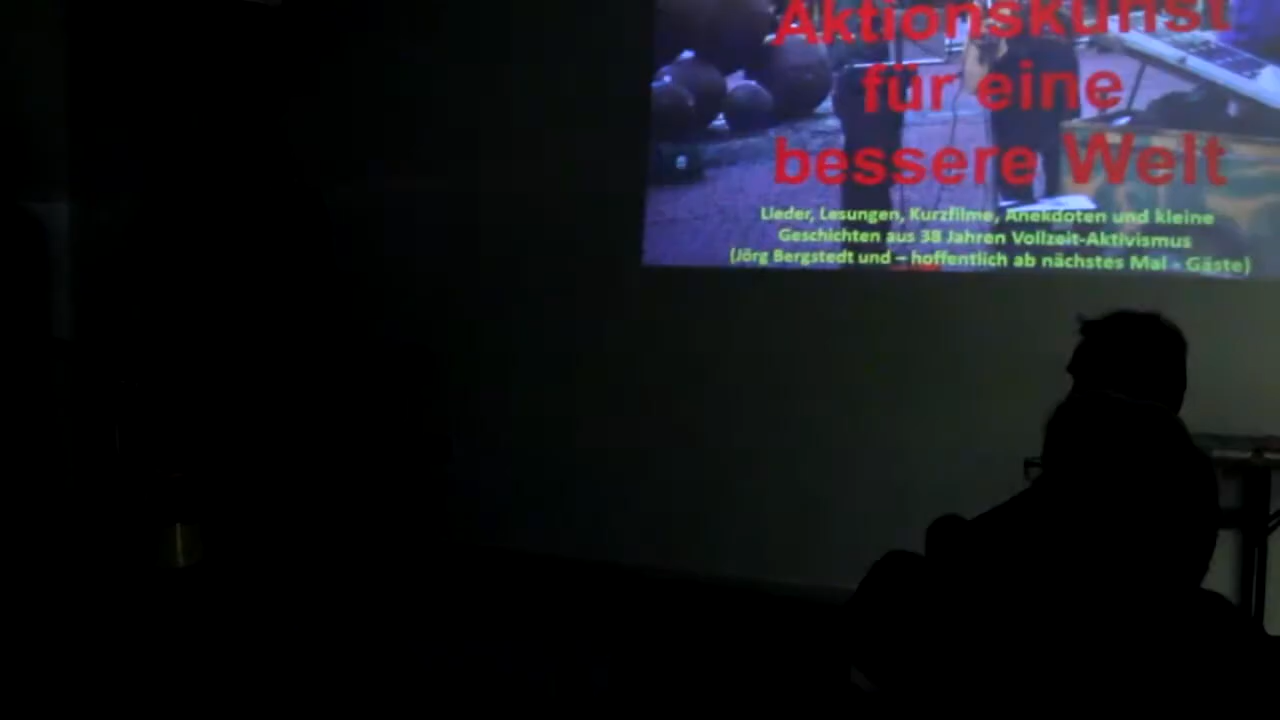 Aktionskunst
für eine
bessere Welt
Lieder, Lesungen, Kurzfilme, Anekdoten und kleine
Geschichten aus 38 Jahren Vollzeit-Aktivismus
(Jörg Bergstedt und – hoffentlich ab nächstes Mal - Gäste)